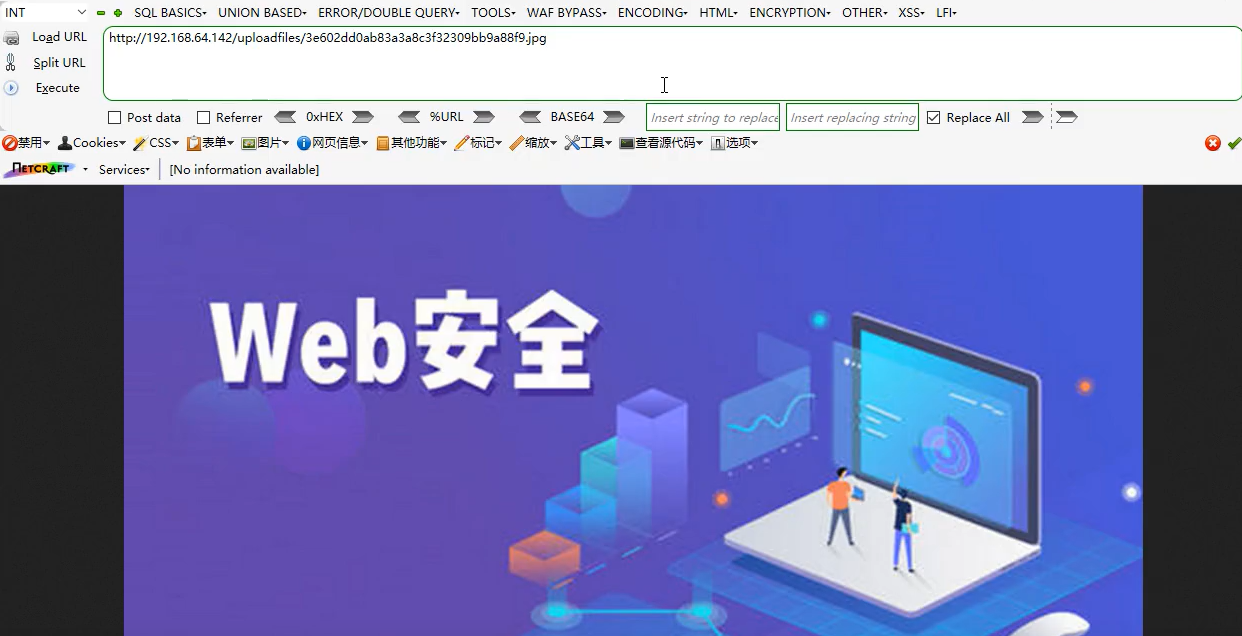 INT SQL BASICS▾ UNION BASED▾ ERROR/DOUBLE QUERY▾ TOOLS▾ WAF BYPASS▾ ENCODING▾ HTML▾ ENCRYPTION▾ OTHER▾ XSS▾ LFI▾
Load URL http://192.168.64.142/uploadfiles/3e602dd0ab83a3a8c3f32309bb9a88f9.jpg
Split URL
Execute
Post data Referrer 0xHEX %URL BASE64 Insert string to replace Insert replacing string Replace All
禁用▾ Cookies▾ CSS▾ 表单▾ 图片▾ 网页信息▾ 其他功能▾ 标记▾ 缩放▾ 工具▾ 查看源代码▾ 选项▾
NETCRAFT Services▾ [No information available]
Web安全